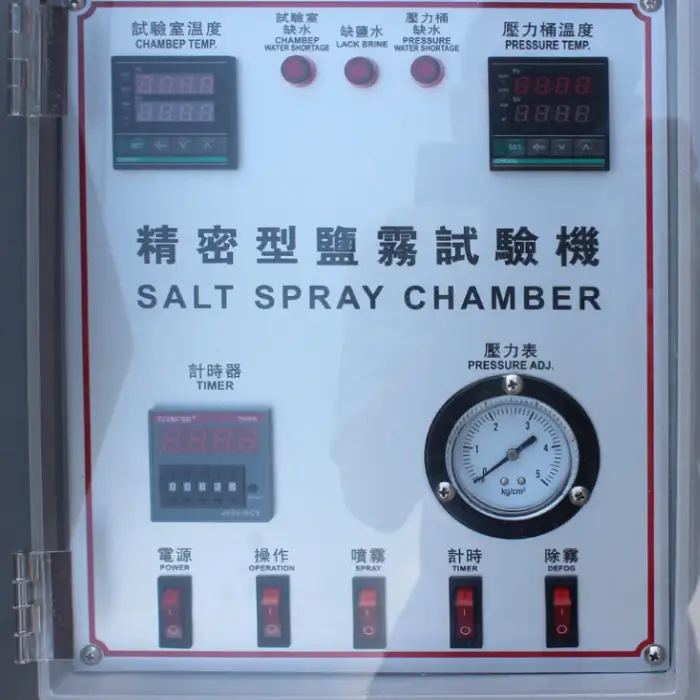 試驗室温度
CHAMBEP TEMP.
試驗室
缺水
CHAMBEP
WATER SHORTAGE
缺鹽水
LACK BRINE
壓力桶
缺水
PRESSURE
WATER SHORTAGE
壓力桶温度
PRESSURE TEMP.
SET
SET
精密型鹽霧試驗機
SALT SPRAY CHAMBER
計時器
TIMER
壓力表
PRESSURE ADJ.
0 1 2 3 4 5
kg/cm²
電源
POWER
操作
OPERATION
噴霧
SPRAY
計時
TIMER
除霧
DEFOG